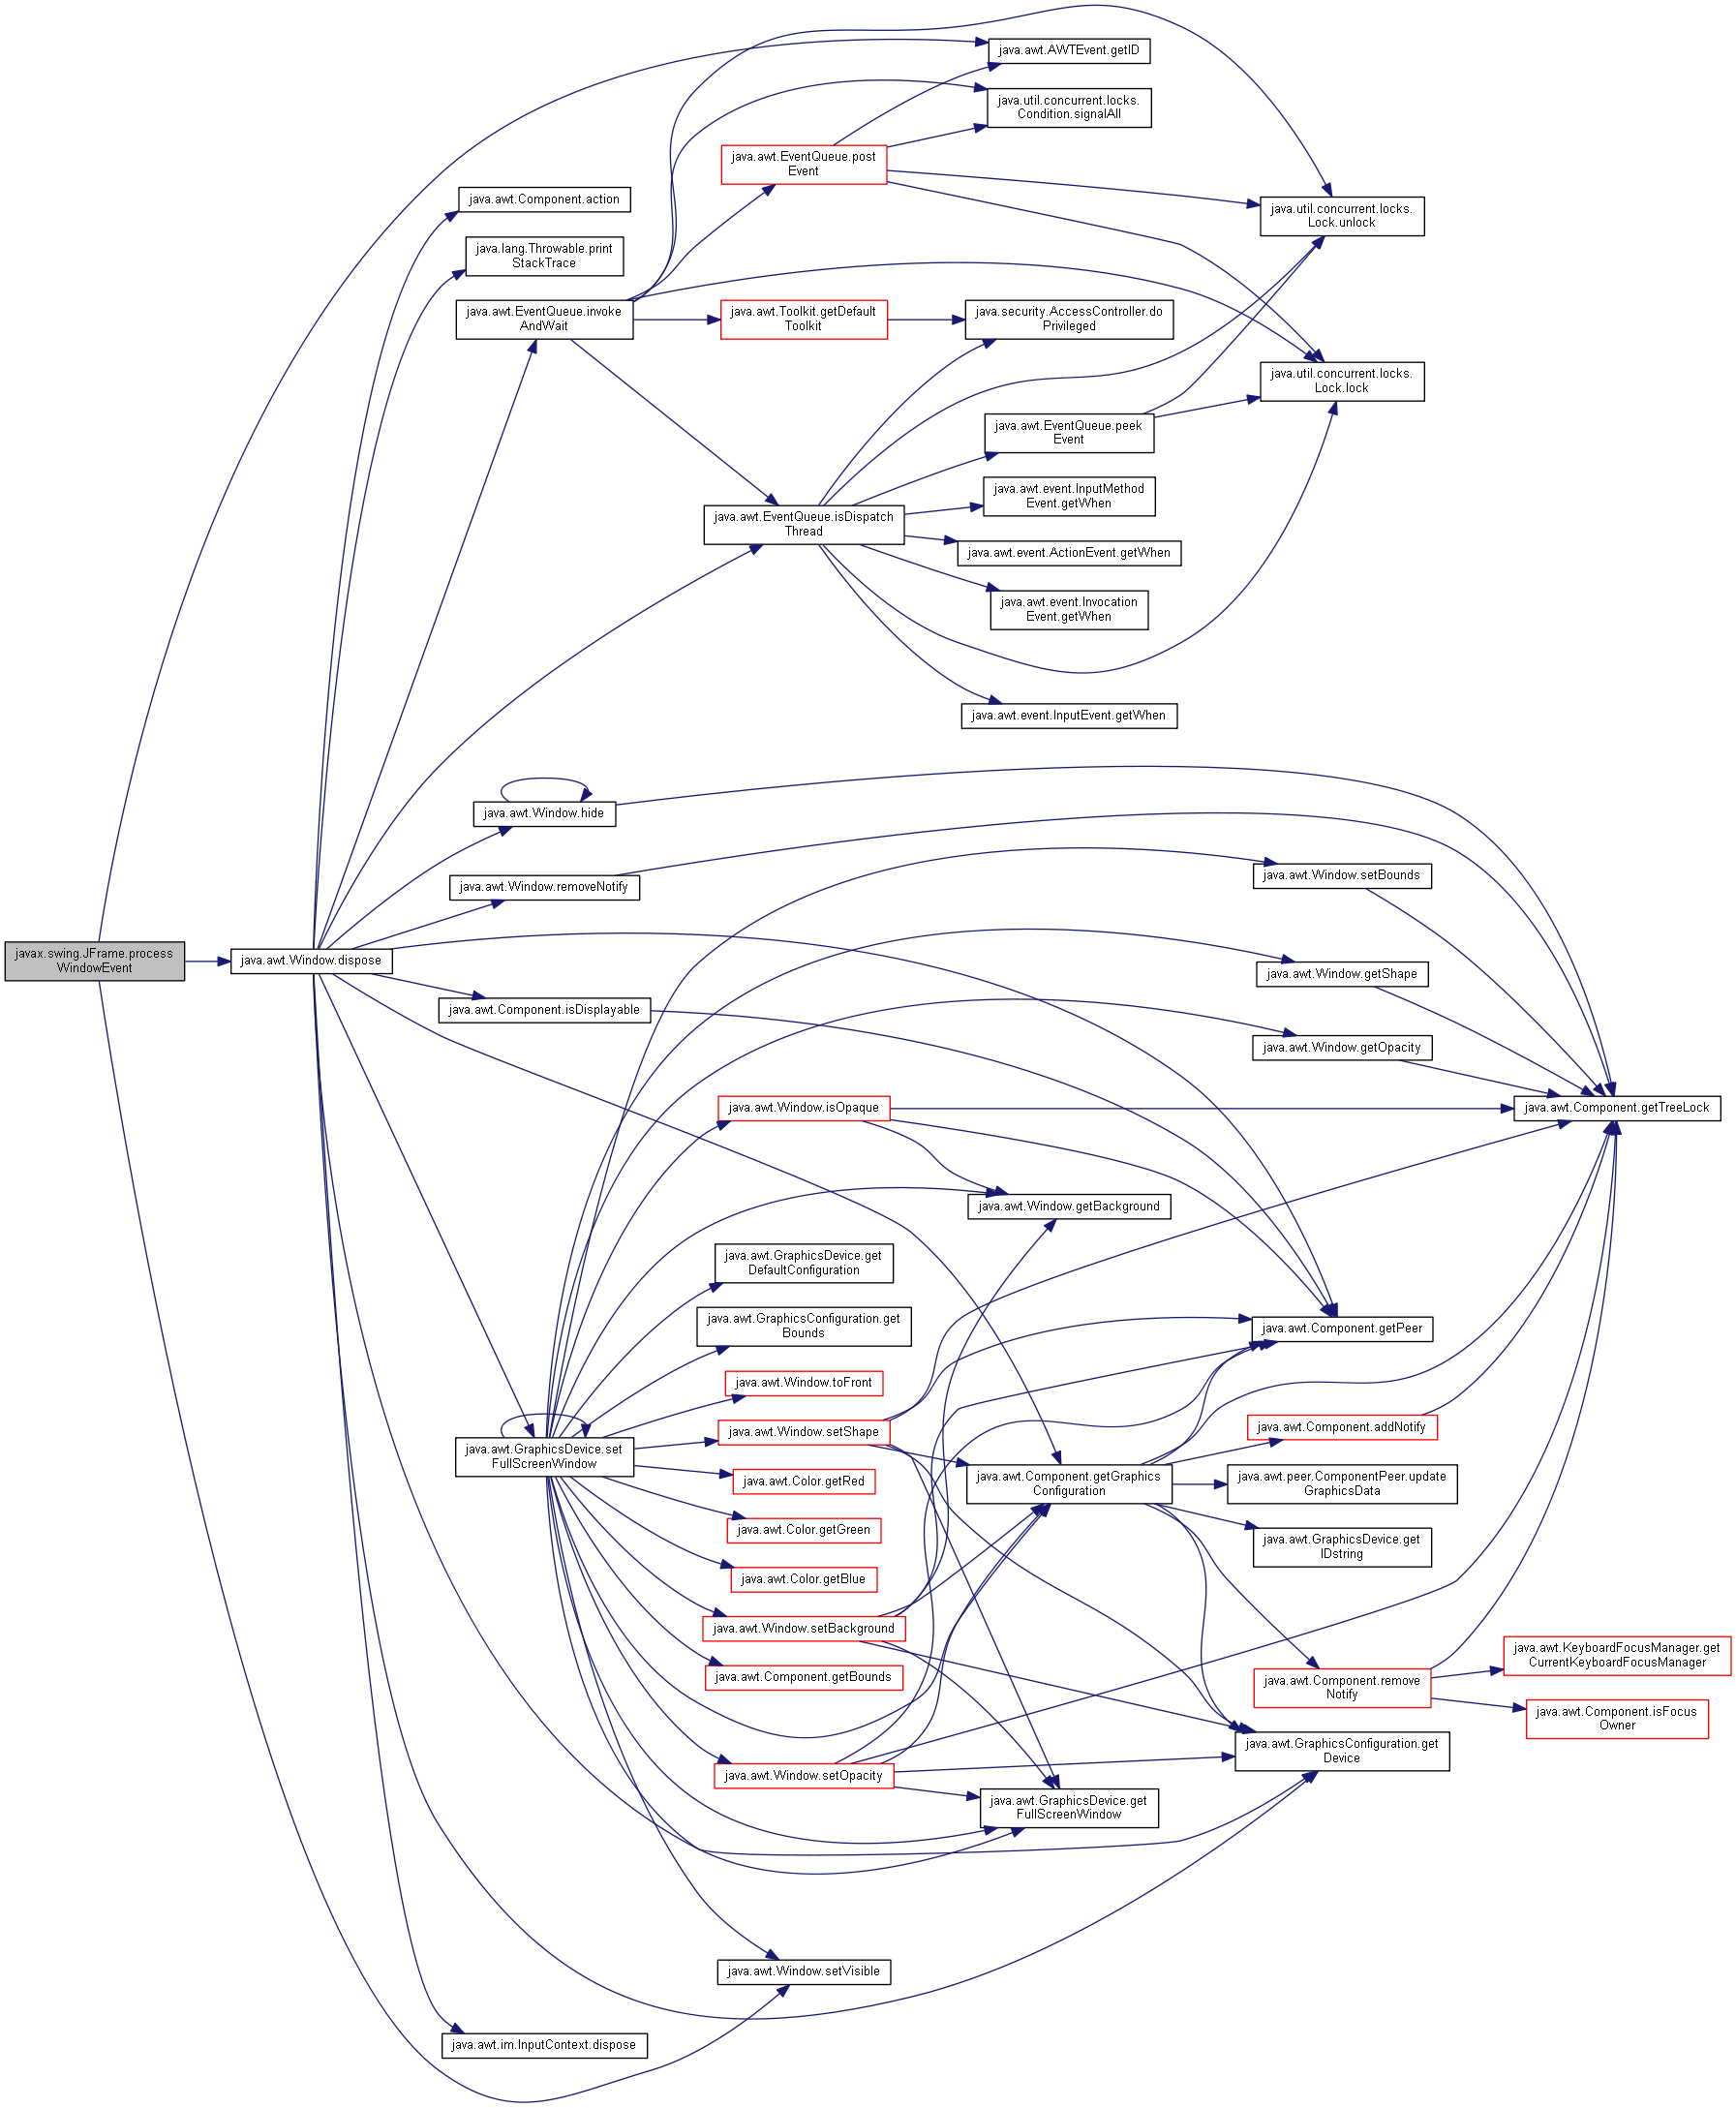 java.awt.AWTEvent.getID
java.util.concurrent.locks.
Condition.signalAll
java.awt.EventQueue.post
Event
java.awt.Component.action
java.util.concurrent.locks.
Lock.unlock
java.lang.Throwable.print
StackTrace
java.awt.EventQueue.invoke
AndWait
java.awt.Toolkit.getDefault
Toolkit
java.security.AccessController.do
Privileged
java.util.concurrent.locks.
Lock.lock
java.awt.EventQueue.peek
Event
java.awt.event.InputMethod
Event.getWhen
java.awt.EventQueue.isDispatch
Thread
java.awt.event.ActionEvent.getWhen
java.awt.event.Invocation
Event.getWhen
java.awt.event.InputEvent.getWhen
java.awt.Window.hide
java.awt.Window.setBounds
java.awt.Window.removeNotify
javax.swing.JFrame.process
WindowEvent
java.awt.Window.dispose
java.awt.Window.getShape
java.awt.Component.isDisplayable
java.awt.Window.getOpacity
java.awt.Window.isOpaque
java.awt.Component.getTreeLock
java.awt.Window.getBackground
java.awt.GraphicsDevice.get
DefaultConfiguration
java.awt.GraphicsConfiguration.get
Bounds
java.awt.Component.getPeer
java.awt.Window.toFront
java.awt.Window.setShape
java.awt.Component.addNotify
java.awt.GraphicsDevice.set
FullScreenWindow
java.awt.Color.getRed
java.awt.Component.getGraphics
Configuration
java.awt.peer.ComponentPeer.update
GraphicsData
java.awt.Color.getGreen
java.awt.GraphicsDevice.get
IDstring
java.awt.Color.getBlue
java.awt.Window.setBackground
java.awt.KeyboardFocusManager.get
CurrentKeyboardFocusManager
java.awt.Component.getBounds
java.awt.Component.remove
Notify
java.awt.Component.isFocus
Owner
java.awt.GraphicsConfiguration.get
Device
java.awt.Window.setOpacity
java.awt.GraphicsDevice.get
FullScreenWindow
java.awt.Window.setVisible
java.awt.im.InputContext.dispose